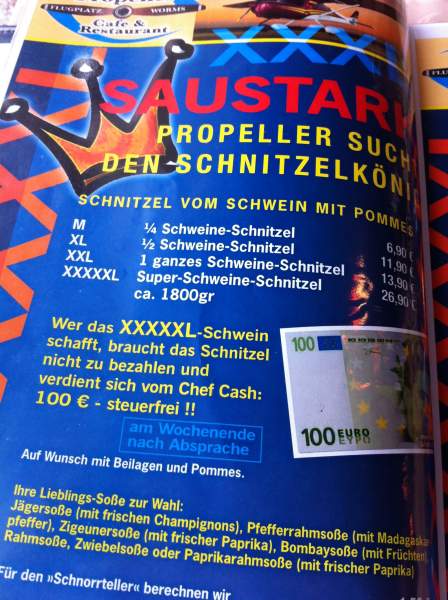 FLUGPLATZ WORMS
Cafe &
Restaurant
XXX
SAUSTARK
PROPELLER SUCH
DEN SCHNITZELKÖNI
SCHNITZEL VOM SCHWEIN MIT POMMES
M ¼ Schweine-Schnitzel 6,90 €
XL ½ Schweine-Schnitzel 11,90 €
XXL 1 ganzes Schweine-Schnitzel 13,90 €
XXXXXL Super-Schweine-Schnitzel 26,90 €
ca. 1800gr
Wer das XXXXXL-Schwein
schafft, braucht das Schnitzel
nicht zu bezahlen und
verdient sich vom Chef Cash:
100 € - steuerfrei !!
100
100 EURO
ΕΥΡΩ
am Wochenende
nach Absprache
Auf Wunsch mit Beilagen und Pommes.
Ihre Lieblings-Soße zur Wahl:
Jägersoße (mit frischen Champignons), Pfefferrahmsoße (mit Madagaskar
pfeffer), Zigeunersoße (mit frischer Paprika), Bombaysoße (mit Früchten)
Rahmsoße, Zwiebelsoße oder Paprikarahmsoße (mit frischer Paprika)
Für den »Schnorrteller« berechnen wir